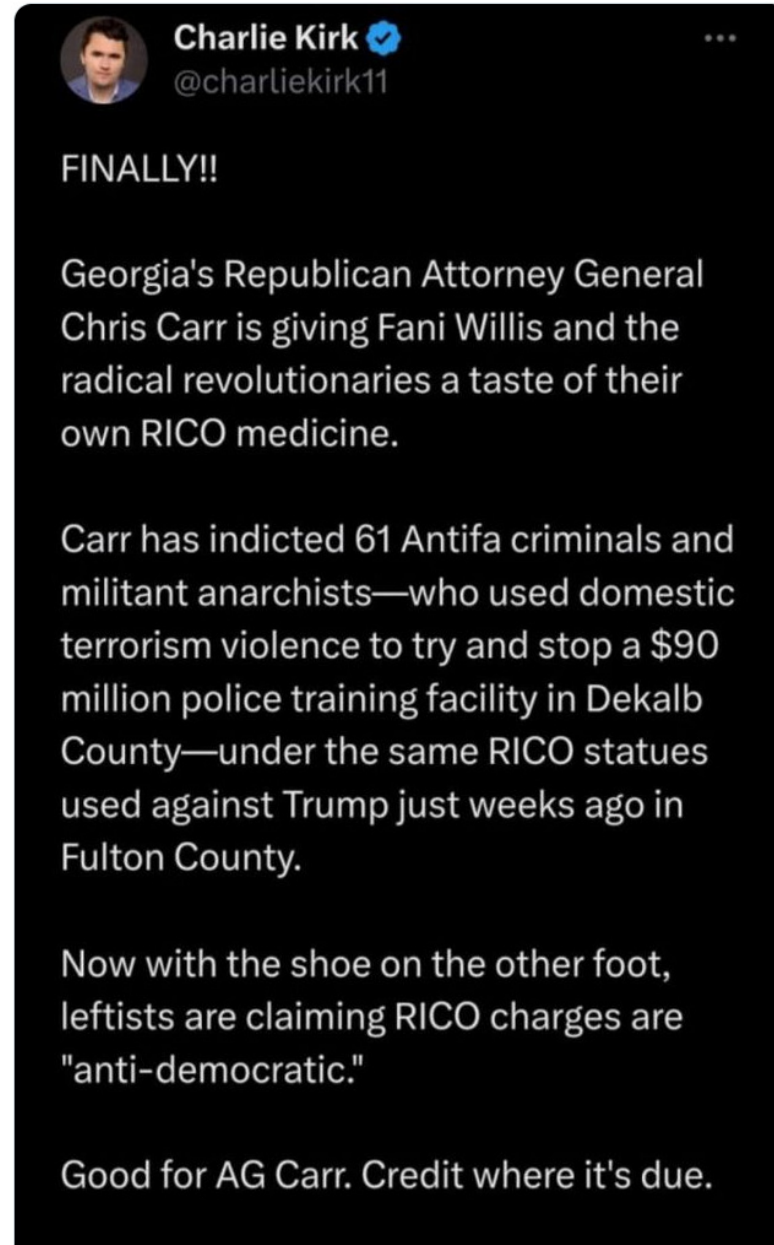 Charlie Kirk
@charliekirk11
FINALLY!!
Georgia's Republican Attorney General
Chris Carr is giving Fani Willis and the
radical revolutionaries a taste of their
own RICO medicine.
Carr has indicted 61 Antifa criminals and
militant anarchists—who used domestic
terrorism violence to try and stop a $90
million police training facility in Dekalb
County—under the same RICO statues
used against Trump just weeks ago in
Fulton County.
Now with the shoe on the other foot,
leftists are claiming RICO charges are
"anti-democratic."
Good for AG Carr. Credit where it's due.